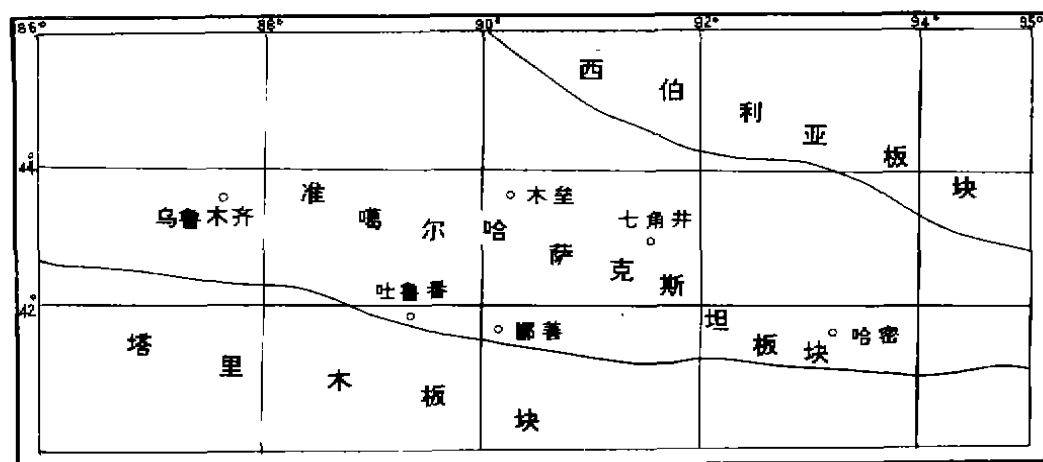 86° 88° 90° 92° 94° 95°
西伯利亚板块
44°
准噶尔哈萨克斯坦板块
木垒
乌鲁木齐
七角井
吐鲁番
42°
鄯善
哈密
塔里木板块